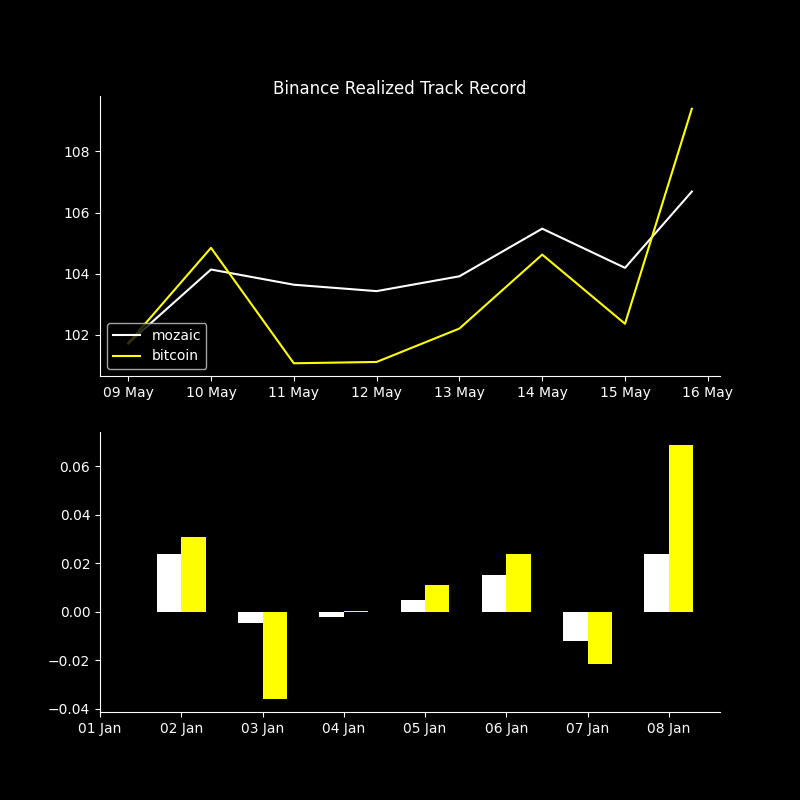 Binance Realized Track Record
108
106
104
102
mozaic
bitcoin
09 May 10 May 11 May 12 May 13 May 14 May 15 May 16 May
0.06
0.04
0.02
0.00
−0.02
−0.04
01 Jan 02 Jan 03 Jan 04 Jan 05 Jan 06 Jan 07 Jan 08 Jan